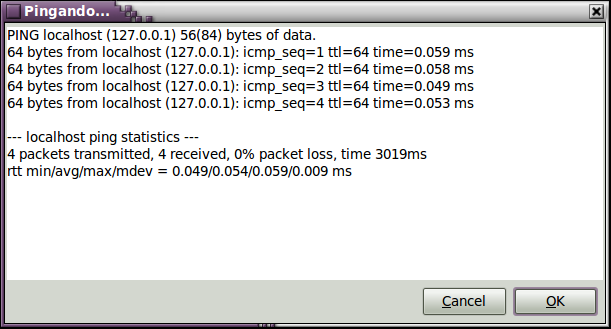 Pingando...
PING localhost (127.0.0.1) 56(84) bytes of data.
64 bytes from localhost (127.0.0.1): icmp_seq=1 ttl=64 time=0.059 ms
64 bytes from localhost (127.0.0.1): icmp_seq=2 ttl=64 time=0.058 ms
64 bytes from localhost (127.0.0.1): icmp_seq=3 ttl=64 time=0.049 ms
64 bytes from localhost (127.0.0.1): icmp_seq=4 ttl=64 time=0.053 ms

--- localhost ping statistics ---
4 packets transmitted, 4 received, 0% packet loss, time 3019ms
rtt min/avg/max/mdev = 0.049/0.054/0.059/0.009 ms
Cancel OK